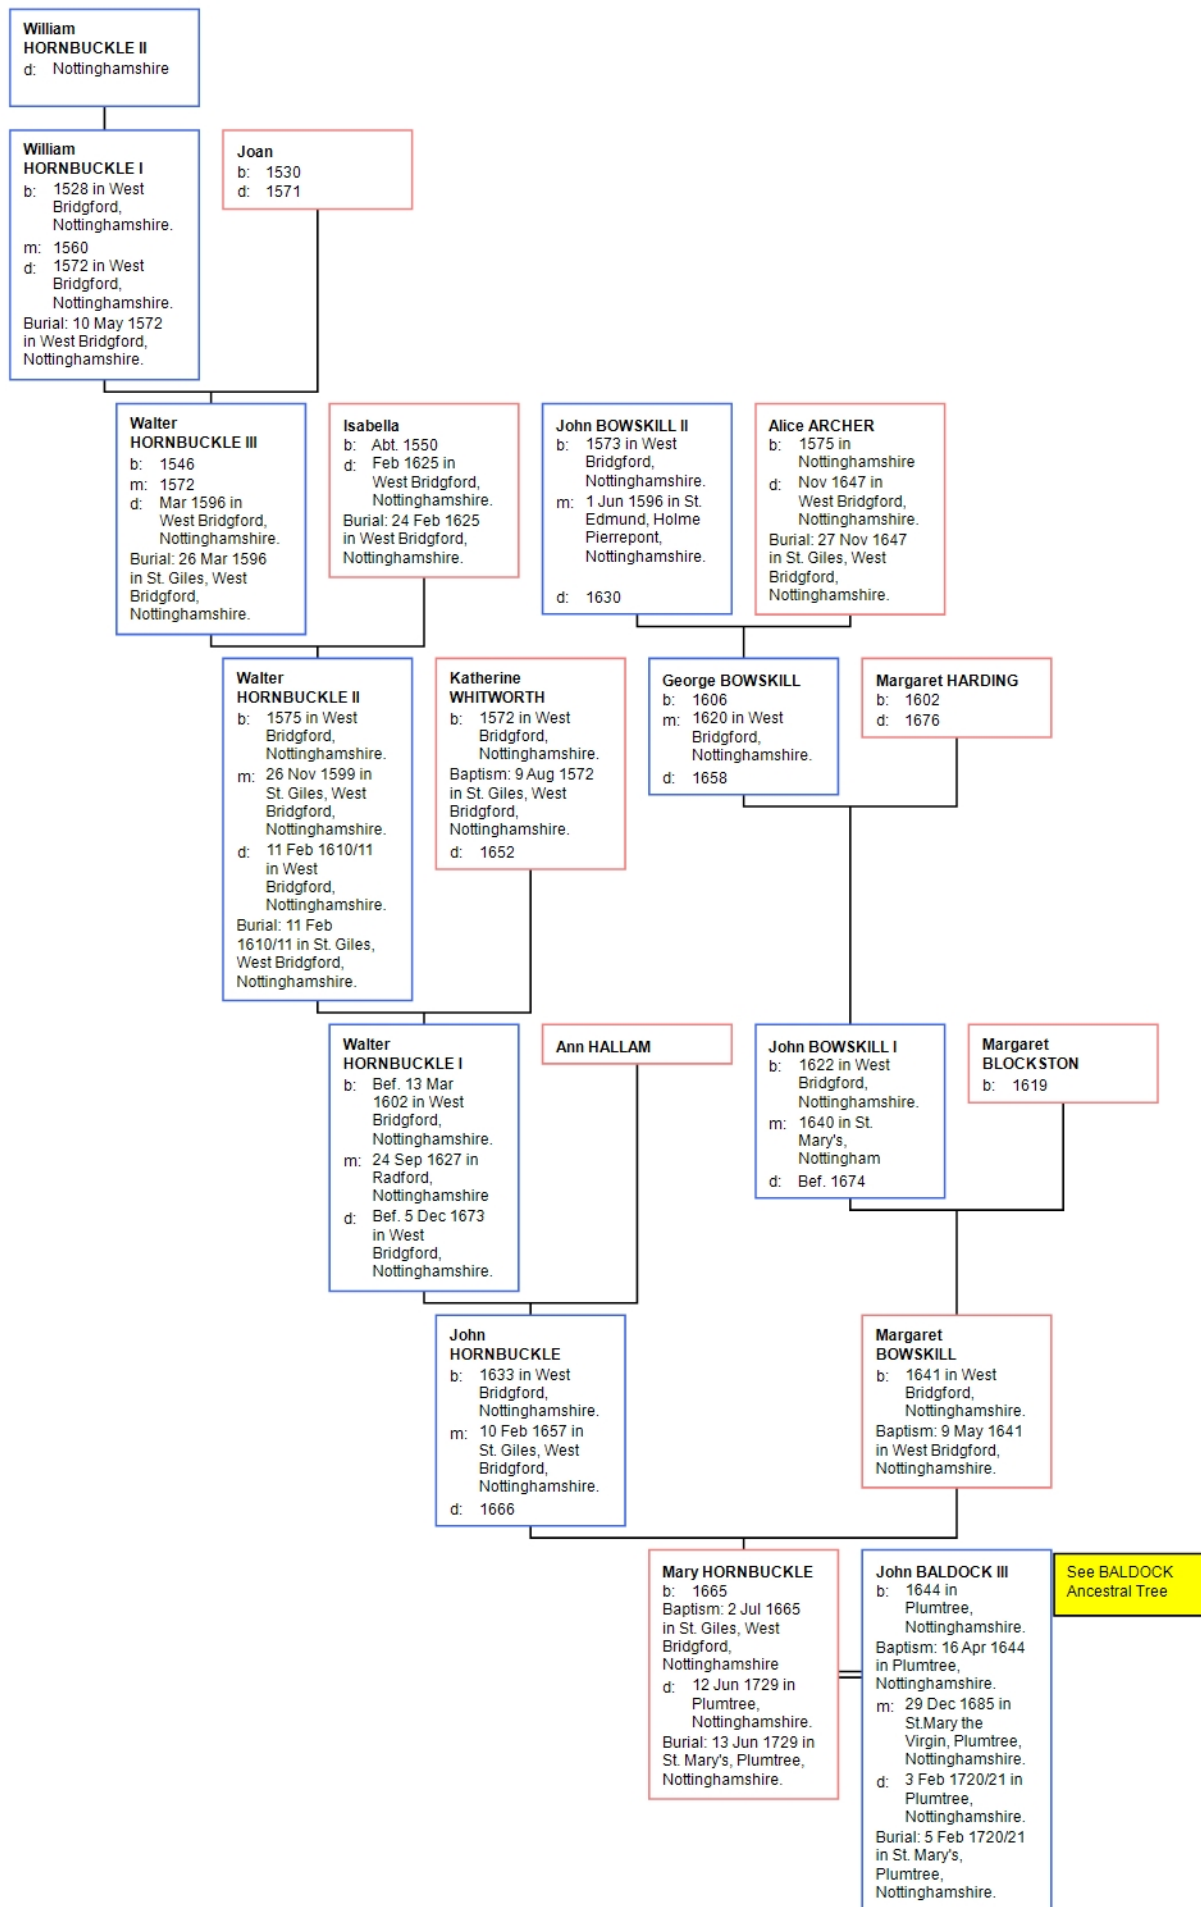 William
HORNBUCKLE II
d: Nottinghamshire
William
HORNBUCKLE I
b: 1528 in West
Bridgford,
Nottinghamshire.
m: 1560
d: 1572 in West
Bridgford,
Nottinghamshire.
Burial: 10 May 1572
in West Bridgford,
Nottinghamshire.
Joan
b: 1530
d: 1571
Walter
HORNBUCKLE III
b: 1546
m: 1572
d: Mar 1596 in
West Bridgford,
Nottinghamshire.
Burial: 26 Mar 1596
in St. Giles, West
Bridgford,
Nottinghamshire.
Isabella
b: Abt. 1550
d: Feb 1625 in
West Bridgford,
Nottinghamshire.
Burial: 24 Feb 1625
in West Bridgford,
Nottinghamshire.
John BOWSKILL II
b: 1573 in West
Bridgford,
Nottinghamshire.
m: 1 Jun 1596 in St.
Edmund, Holme
Pierrepont,
Nottinghamshire.
d: 1630
Alice ARCHER
b: 1575 in
Nottinghamshire
d: Nov 1647 in
West Bridgford,
Nottinghamshire.
Burial: 27 Nov 1647
in St. Giles, West
Bridgford,
Nottinghamshire.
Walter
HORNBUCKLE II
b: 1575 in West
Bridgford,
Nottinghamshire.
m: 26 Nov 1599 in
St. Giles, West
Bridgford,
Nottinghamshire.
d: 11 Feb 1610/11
in West
Bridgford,
Nottinghamshire.
Burial: 11 Feb
1610/11 in St. Giles,
West Bridgford,
Nottinghamshire.
Katherine
WHITWORTH
b: 1572 in West
Bridgford,
Nottinghamshire.
Baptism: 9 Aug 1572
in St. Giles, West
Bridgford,
Nottinghamshire.
d: 1652
George BOWSKILL
b: 1606
m: 1620 in West
Bridgford,
Nottinghamshire.
d: 1658
Margaret HARDING
b: 1602
d: 1676
Walter
HORNBUCKLE I
b: Bef. 13 Mar
1602 in West
Bridgford,
Nottinghamshire.
m: 24 Sep 1627 in
Radford,
Nottinghamshire
d: Bef. 5 Dec 1673
in West
Bridgford,
Nottinghamshire.
Ann HALLAM
John BOWSKILL I
b: 1622 in West
Bridgford,
Nottinghamshire.
m: 1640 in St.
Mary's,
Nottingham
d: Bef. 1674
Margaret
BLOCKSTON
b: 1619
John
HORNBUCKLE
b: 1633 in West
Bridgford,
Nottinghamshire.
m: 10 Feb 1657 in
St. Giles, West
Bridgford,
Nottinghamshire.
d: 1666
Margaret
BOWSKILL
b: 1641 in West
Bridgford,
Nottinghamshire.
Baptism: 9 May 1641
in West Bridgford,
Nottinghamshire.
Mary HORNBUCKLE
b: 1665
Baptism: 2 Jul 1665
in St. Giles, West
Bridgford,
Nottinghamshire
d: 12 Jun 1729 in
Plumtree,
Nottinghamshire.
Burial: 13 Jun 1729 in
St. Mary's, Plumtree,
Nottinghamshire.
John BALDOCK III
b: 1644 in
Plumtree,
Nottinghamshire.
Baptism: 16 Apr 1644
in Plumtree,
Nottinghamshire.
m: 29 Dec 1685 in
St.Mary the
Virgin, Plumtree,
Nottinghamshire.
d: 3 Feb 1720/21 in
Plumtree,
Nottinghamshire.
Burial: 5 Feb 1720/21
in St. Mary's,
Plumtree,
Nottinghamshire.
See BALDOCK
Ancestral Tree